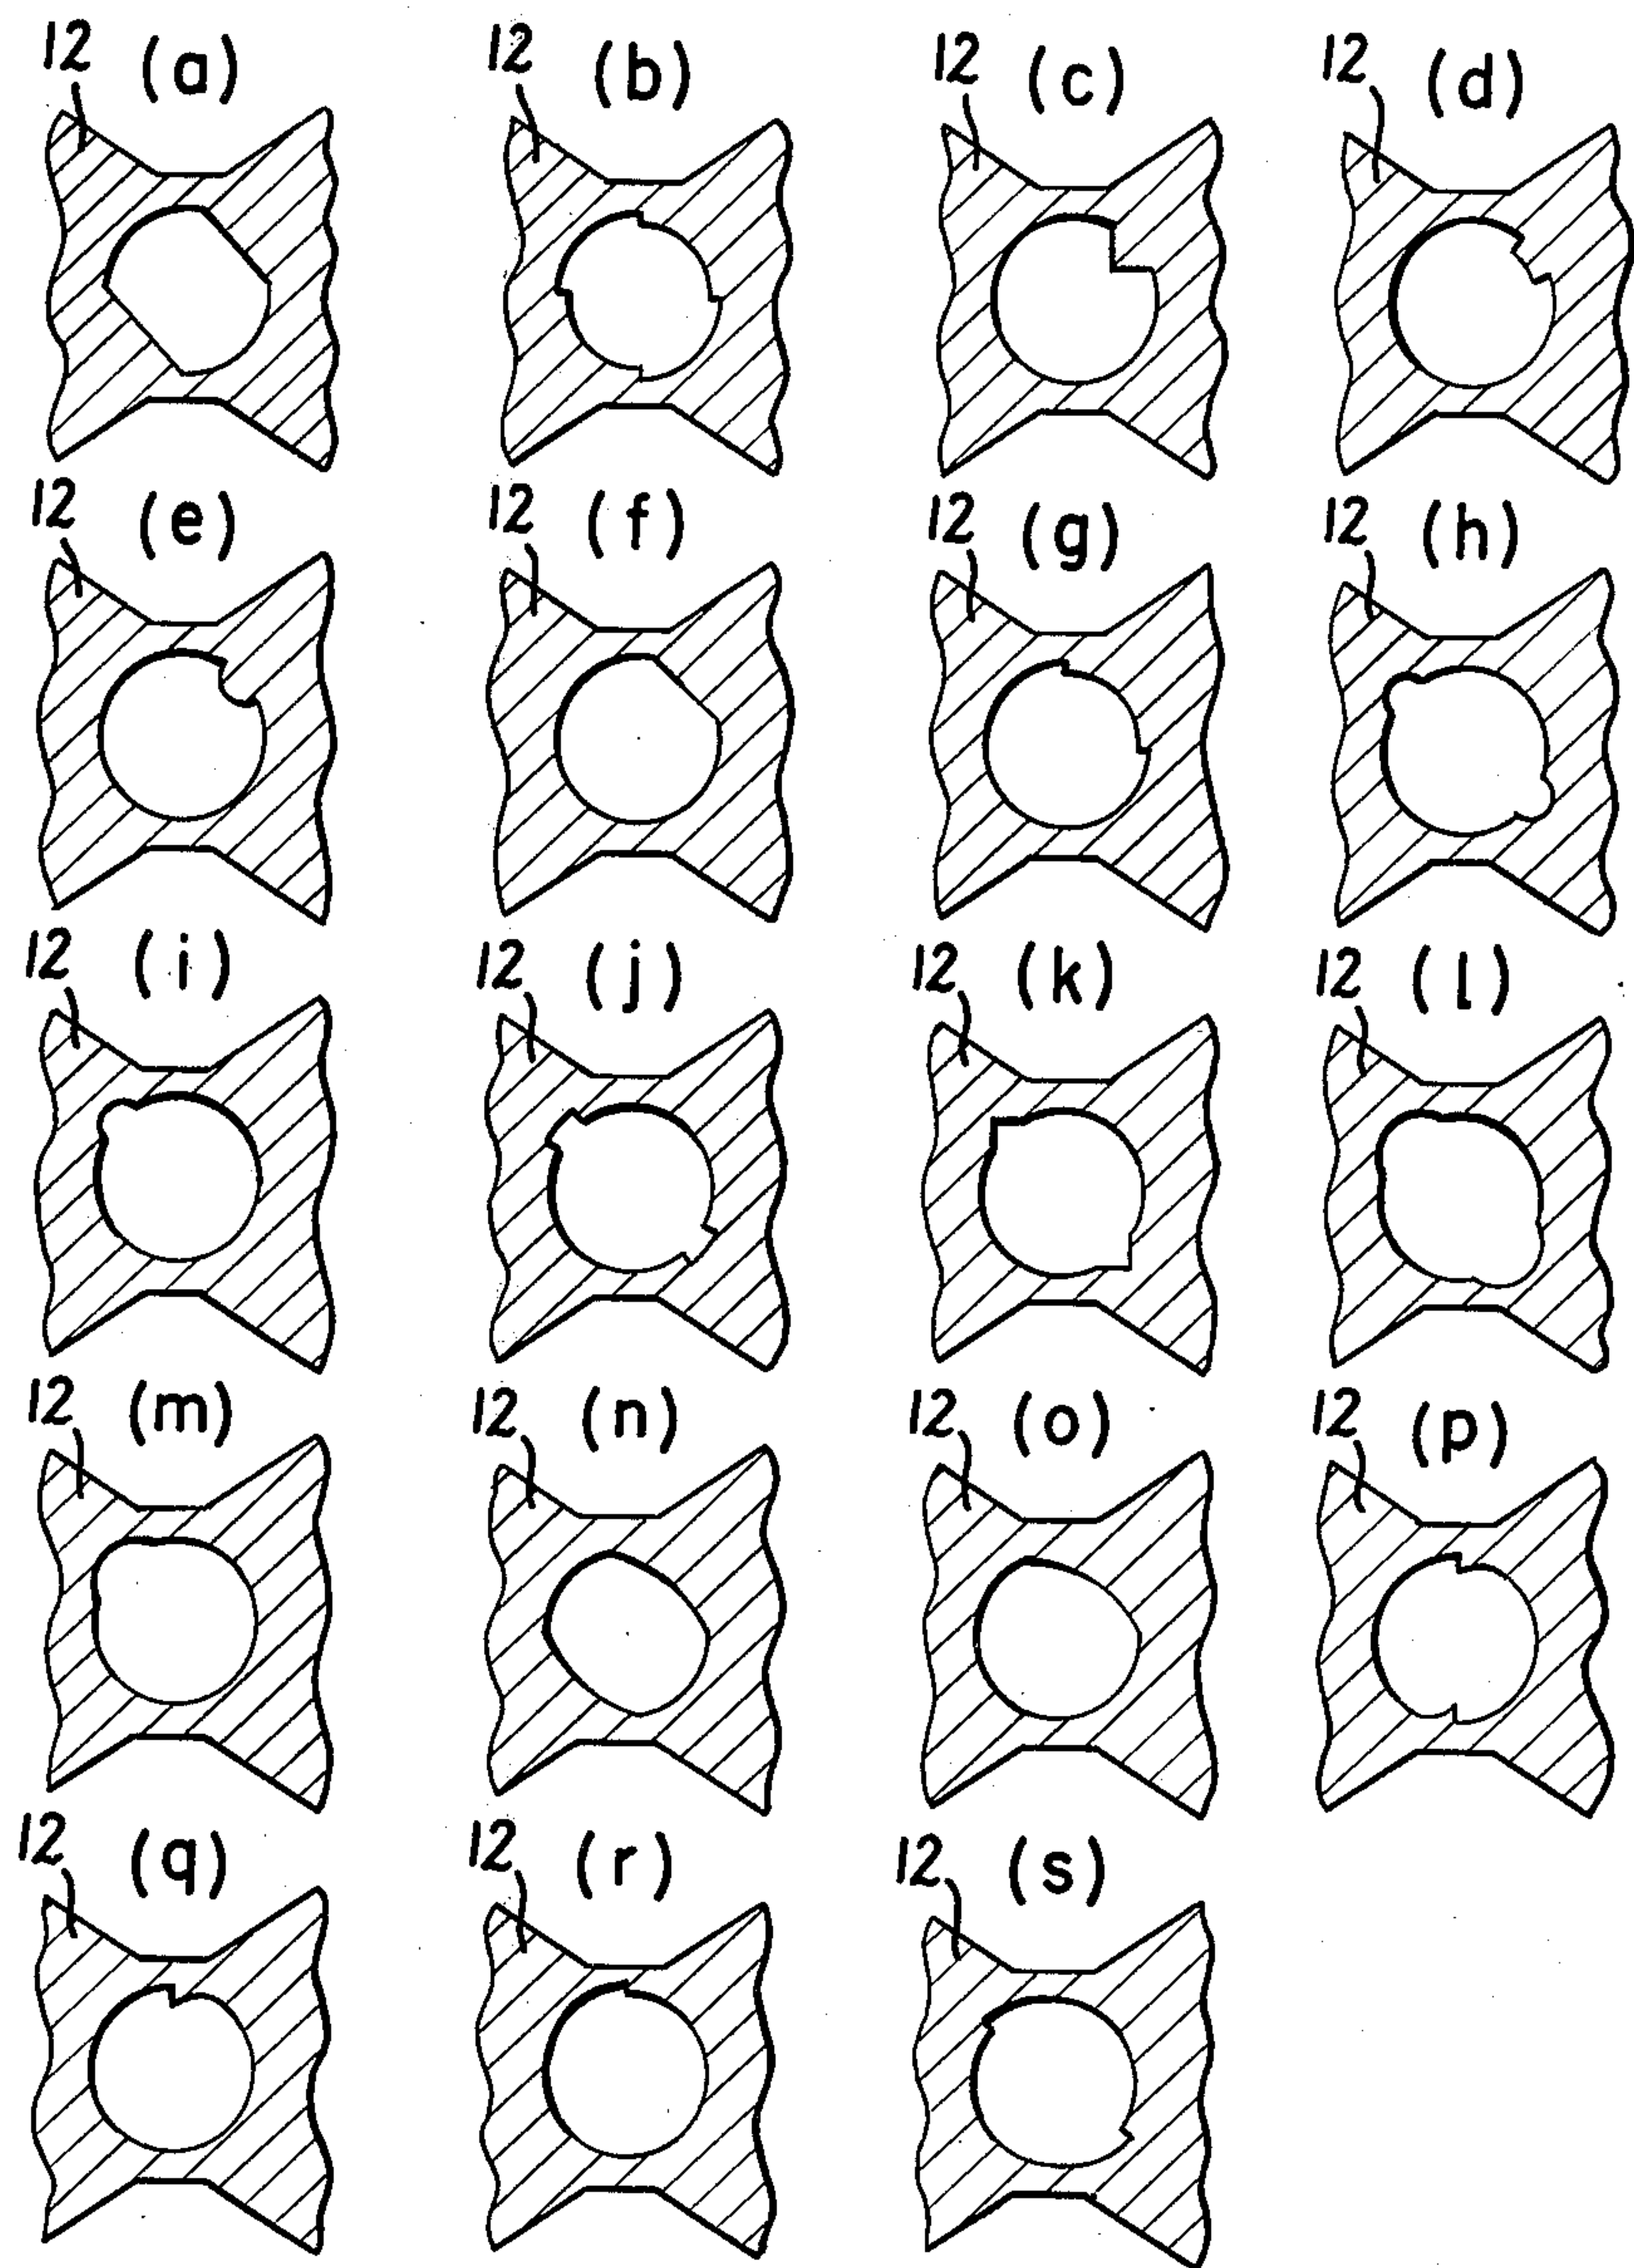 12 (a) 12 (b) 12 (c) 12 (d)
12 (e) 12 (f) 12 (g) 12 (h)
12 (i) 12 (j) 12 (k) 12 (l)
12 (m) 12 (n) 12 (o) 12 (p)
12 (q) 12 (r) 12 (s)